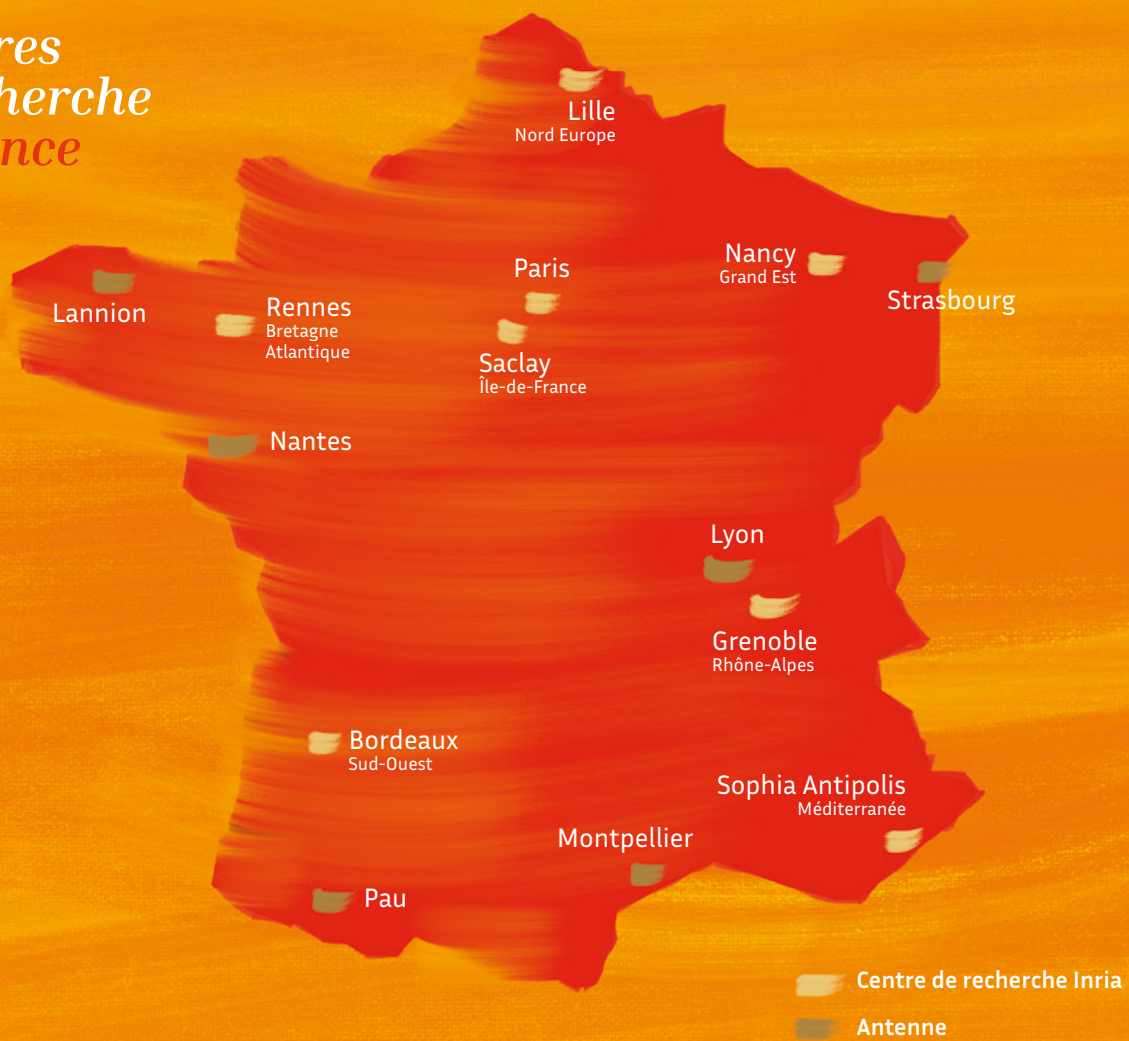 res
herche
nce
Lille
Nord Europe
Paris
Nancy
Grand Est
Strasbourg
Lannion
Rennes
Bretagne
Atlantique
Saclay
Île-de-France
Nantes
Lyon
Grenoble
Rhône-Alpes
Bordeaux
Sud-Ouest
Sophia Antipolis
Méditerranée
Montpellier
Pau
Centre de recherche Inria
Antenne